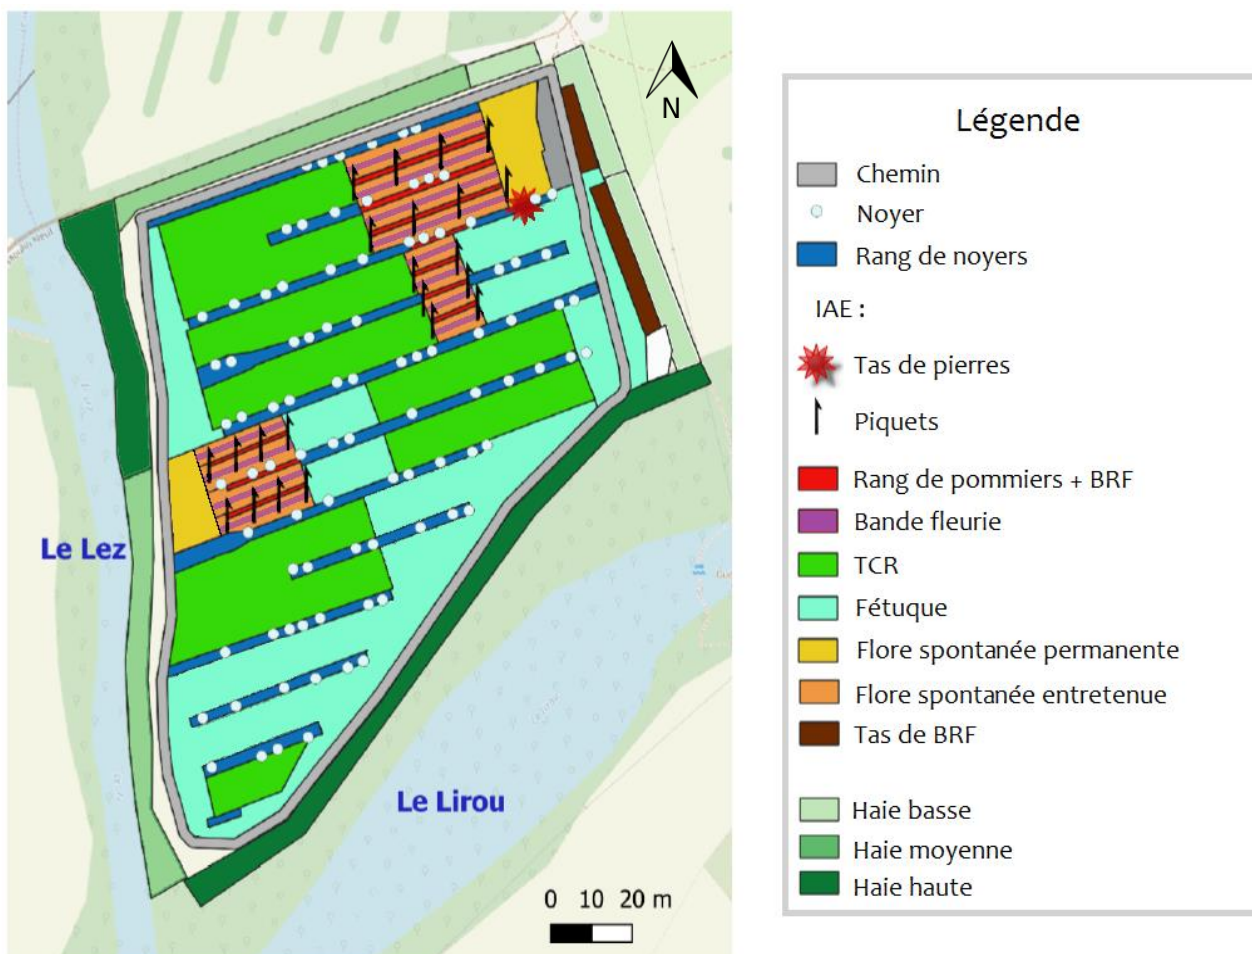 N
Légende
Chemin
Noyer
Rang de noyers
IAE :
Tas de pierres
Piquets
Rang de pommiers + BRF
Bande fleurie
TCR
Fétuque
Flore spontanée permanente
Flore spontanée entretenue
Tas de BRF
Haie basse
Haie moyenne
Haie haute
Le Lez
Le Lirou
0 10 20 m